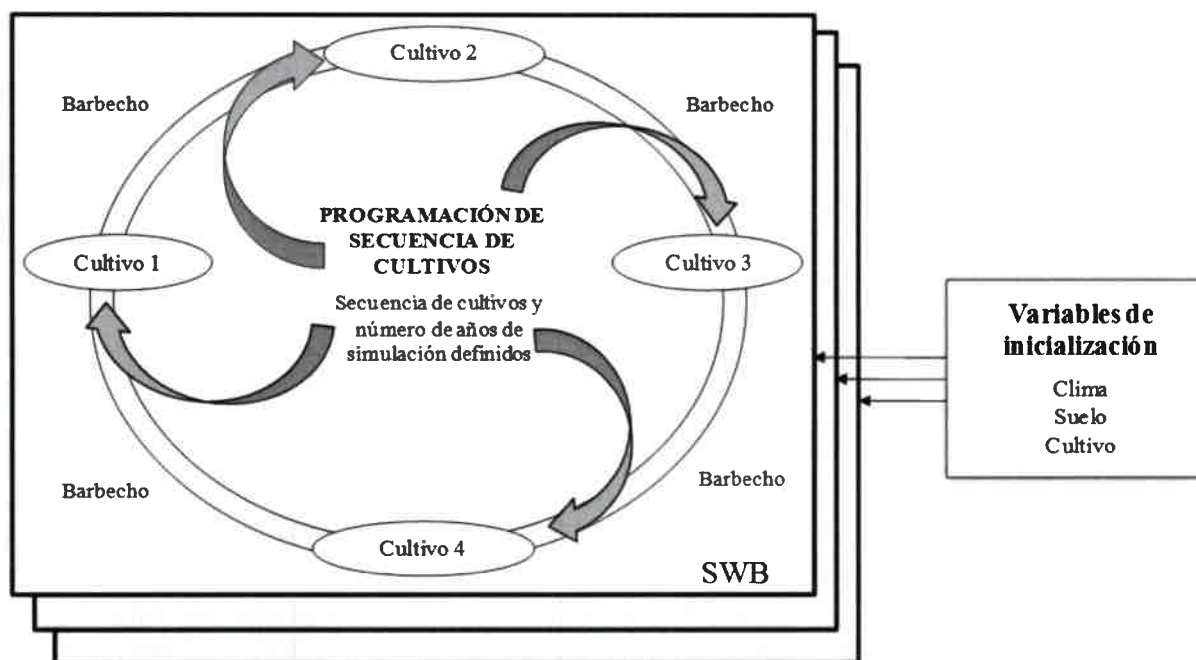 Cultivo 2
Barbecho
Barbecho
PROGRAMACIÓN DE
SECUENCIA DE
CULTIVOS
Cultivo 1
Cultivo 3
Secuencia de cultivos y
número de años de
simulación definidos
Barbecho
Barbecho
Cultivo 4
SWB
Variables de
inicialización
Clima
Suelo
Cultivo